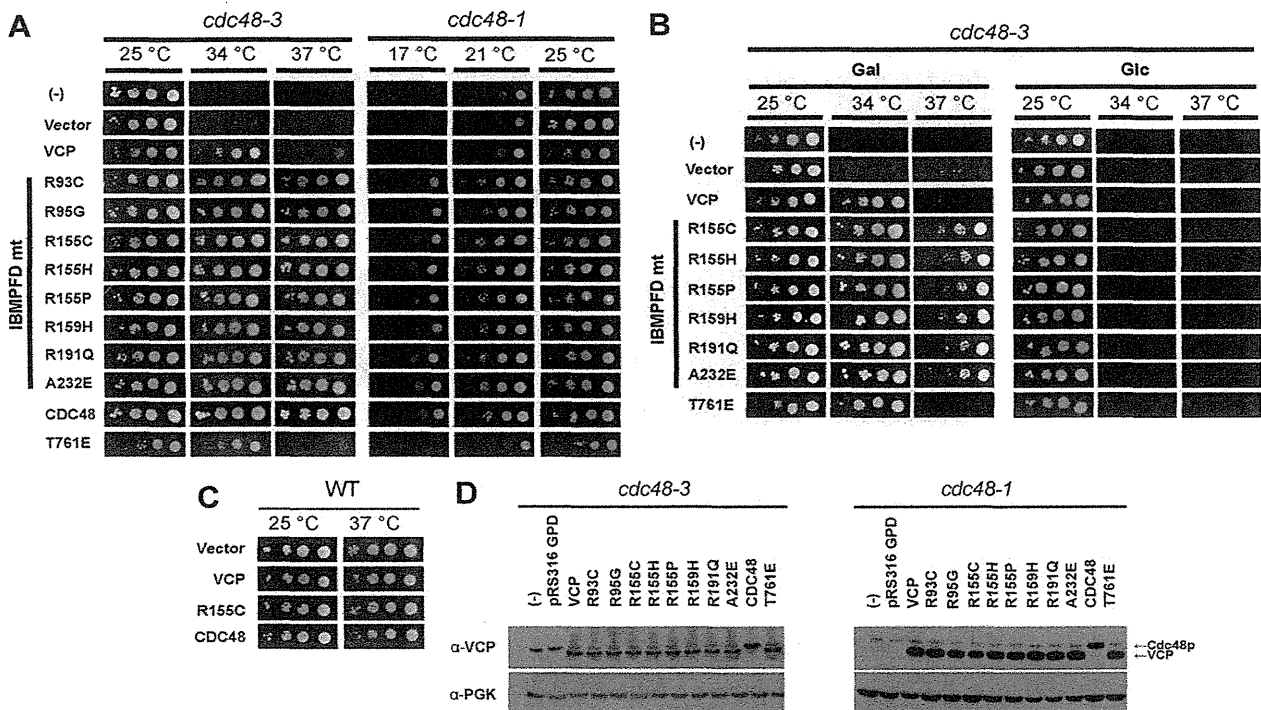 A
cdc48-3
cdc48-1
25 °C 34 °C 37 °C 17 °C 21 °C 25 °C
(-)
Vector
VCP
IBMPFD mt
R93C
R95G
R155C
R155H
R155P
R159H
R191Q
A232E
CDC48
T761E
B
cdc48-3
Gal Glc
25 °C 34 °C 37 °C 25 °C 34 °C 37 °C
(-)
Vector
VCP
IBMPFD mt
R155C
R155H
R155P
R159H
R191Q
A232E
T761E
C
WT
25 °C 37 °C
Vector
VCP
R155C
CDC48
D
cdc48-3
cdc48-1
(-) pRS316 GPD VCP R93C R95G R155C R155H R155P R159H R191Q A232E CDC48 T761E
(-) pRS316 GPD VCP R93C R95G R155C R155H R155P R159H R191Q A232E CDC48 T761E
α-VCP
←Cdc48p
←VCP
α-PGK